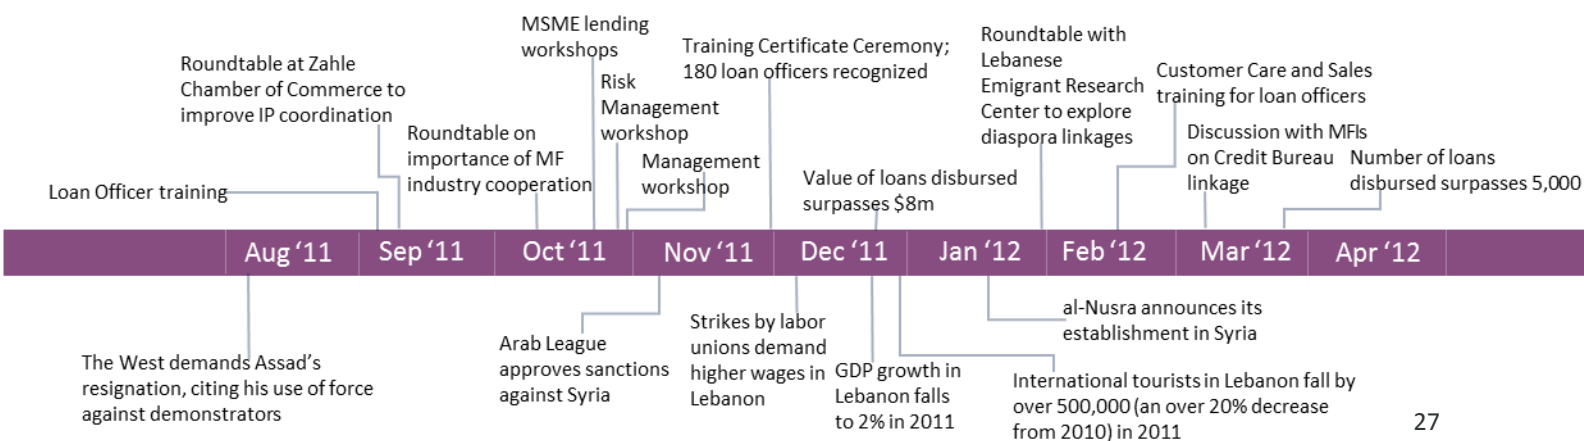 MSME lending
workshops
Roundtable at Zahle
Chamber of Commerce to
improve IP coordination
Risk
Management
workshop
Training Certificate Ceremony;
180 loan officers recognized
Roundtable with
Lebanese
Emigrant Research
Center to explore
diaspora linkages
Customer Care and Sales
training for loan officers
Loan Officer training
Roundtable on
importance of MF
industry cooperation
Management
workshop
Value of loans disbursed
surpasses $8m
Discussion with MFIs
on Credit Bureau
linkage
Number of loans
disbursed surpasses 5,000
Aug ‘11 Sep ‘11 Oct ‘11 Nov ‘11 Dec ‘11 Jan ‘12 Feb ‘12 Mar ‘12 Apr ‘12
The West demands Assad’s
resignation, citing his use of force
against demonstrators
Arab League
approves sanctions
against Syria
Strikes by labor
unions demand
higher wages in
Lebanon
GDP growth in
Lebanon falls
to 2% in 2011
al-Nusra announces its
establishment in Syria
International tourists in Lebanon fall by
over 500,000 (an over 20% decrease
from 2010) in 2011
27